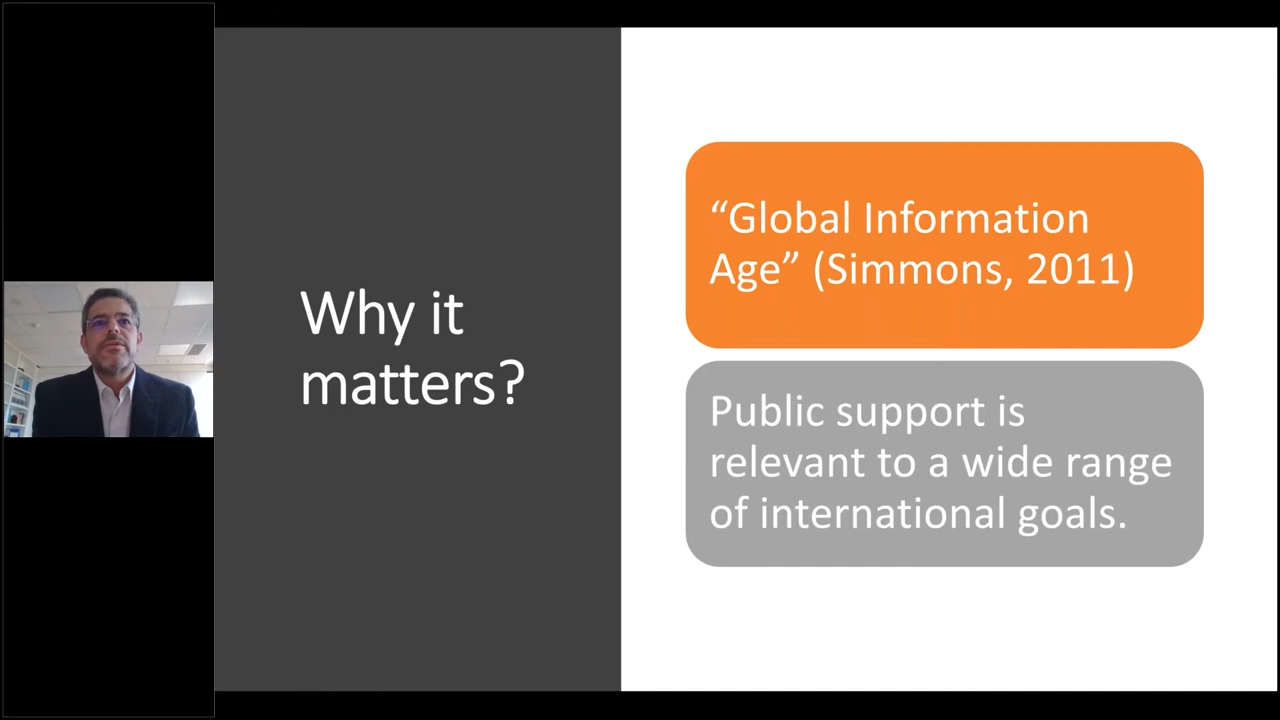 Why it
matters?
“Global Information
Age” (Simmons, 2011)
Public support is
relevant to a wide range
of international goals.